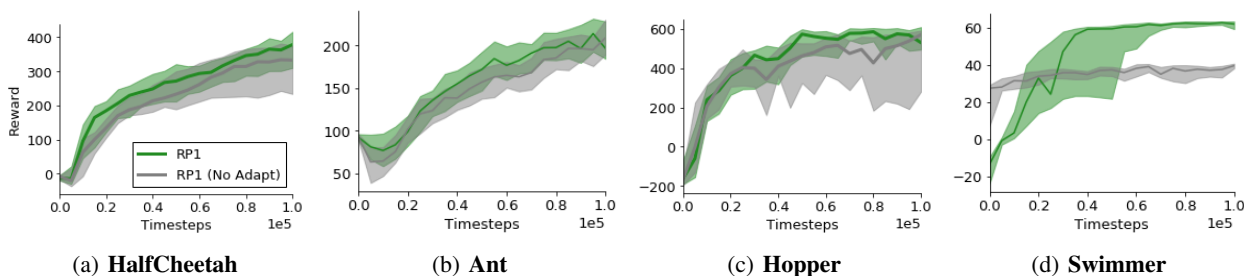 Reward
400
300
200
100
0
RP1
RP1 (No Adapt)
0.0 0.2 0.4 0.6 0.8 1.0
Timesteps 1e5
(a) HalfCheetah
200
150
100
50
0.0 0.2 0.4 0.6 0.8 1.0
Timesteps 1e5
(b) Ant
600
400
200
0
−200
0.0 0.2 0.4 0.6 0.8 1.0
Timesteps 1e5
(c) Hopper
60
40
20
0
−20
0.0 0.2 0.4 0.6 0.8 1.0
Timesteps 1e5
(d) Swimmer